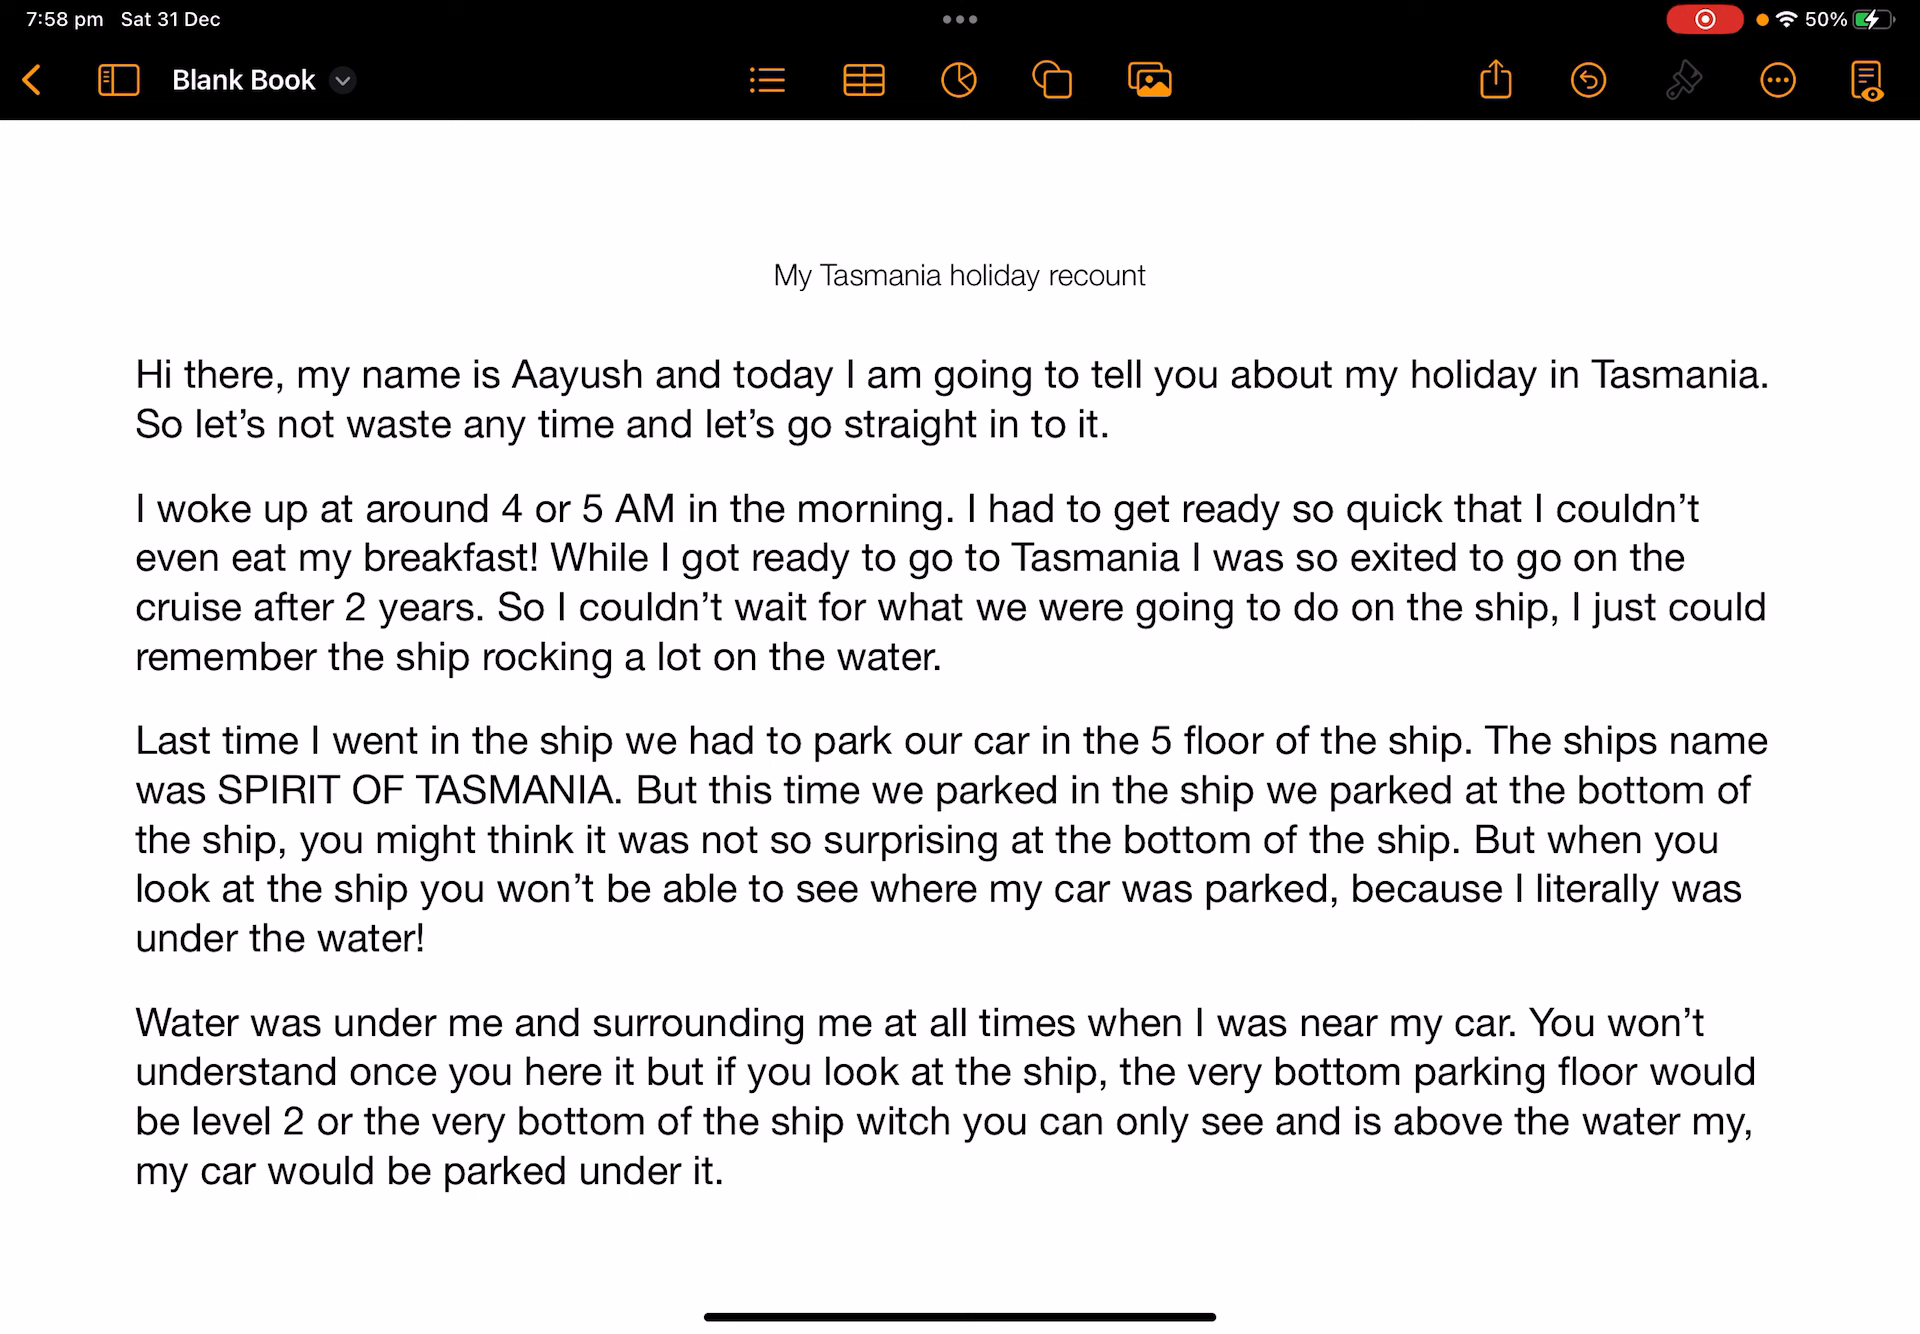 7:58 pm Sat 31 Dec
50%
Blank Book
My Tasmania holiday recount
Hi there, my name is Aayush and today I am going to tell you about my holiday in Tasmania.
So let’s not waste any time and let’s go straight in to it.
I woke up at around 4 or 5 AM in the morning. I had to get ready so quick that I couldn’t
even eat my breakfast! While I got ready to go to Tasmania I was so exited to go on the
cruise after 2 years. So I couldn’t wait for what we were going to do on the ship, I just could
remember the ship rocking a lot on the water.
Last time I went in the ship we had to park our car in the 5 floor of the ship. The ships name
was SPIRIT OF TASMANIA. But this time we parked in the ship we parked at the bottom of
the ship, you might think it was not so surprising at the bottom of the ship. But when you
look at the ship you won’t be able to see where my car was parked, because I literally was
under the water!
Water was under me and surrounding me at all times when I was near my car. You won’t
understand once you here it but if you look at the ship, the very bottom parking floor would
be level 2 or the very bottom of the ship witch you can only see and is above the water my,
my car would be parked under it.